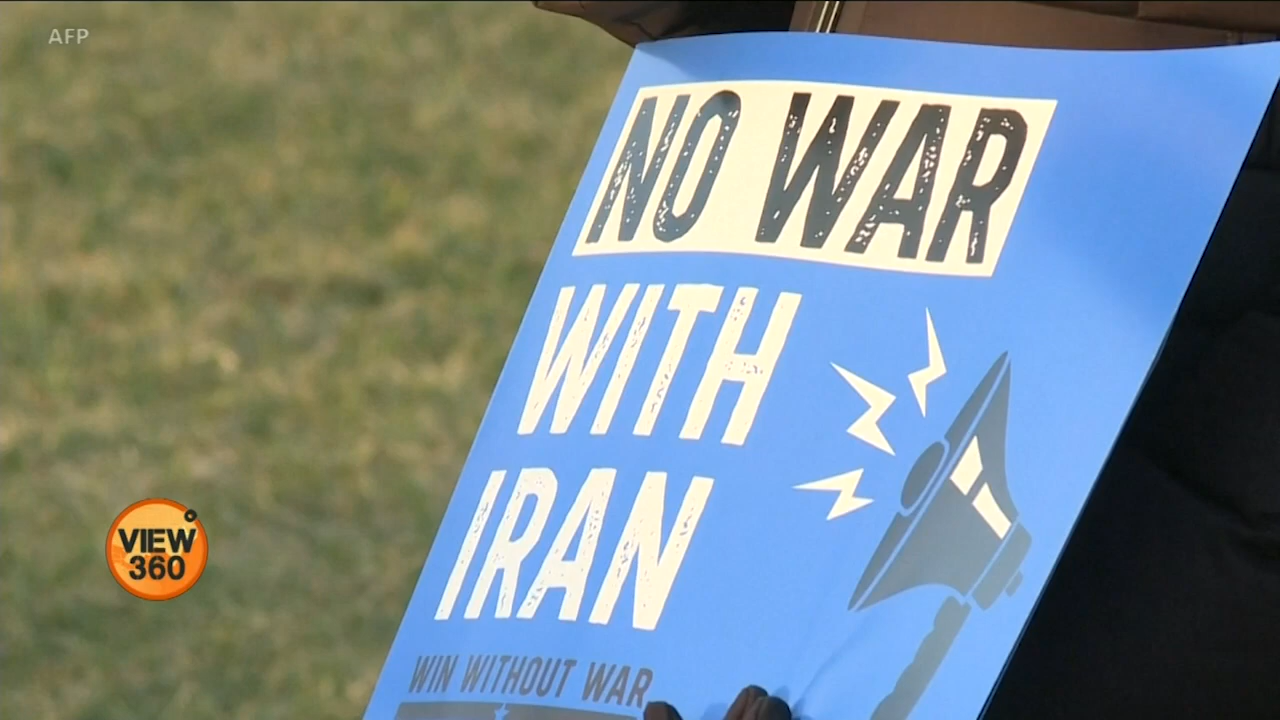 AFP
NO WAR
WITH
IRAN
WIN WITHOUT WAR
VIEW
360